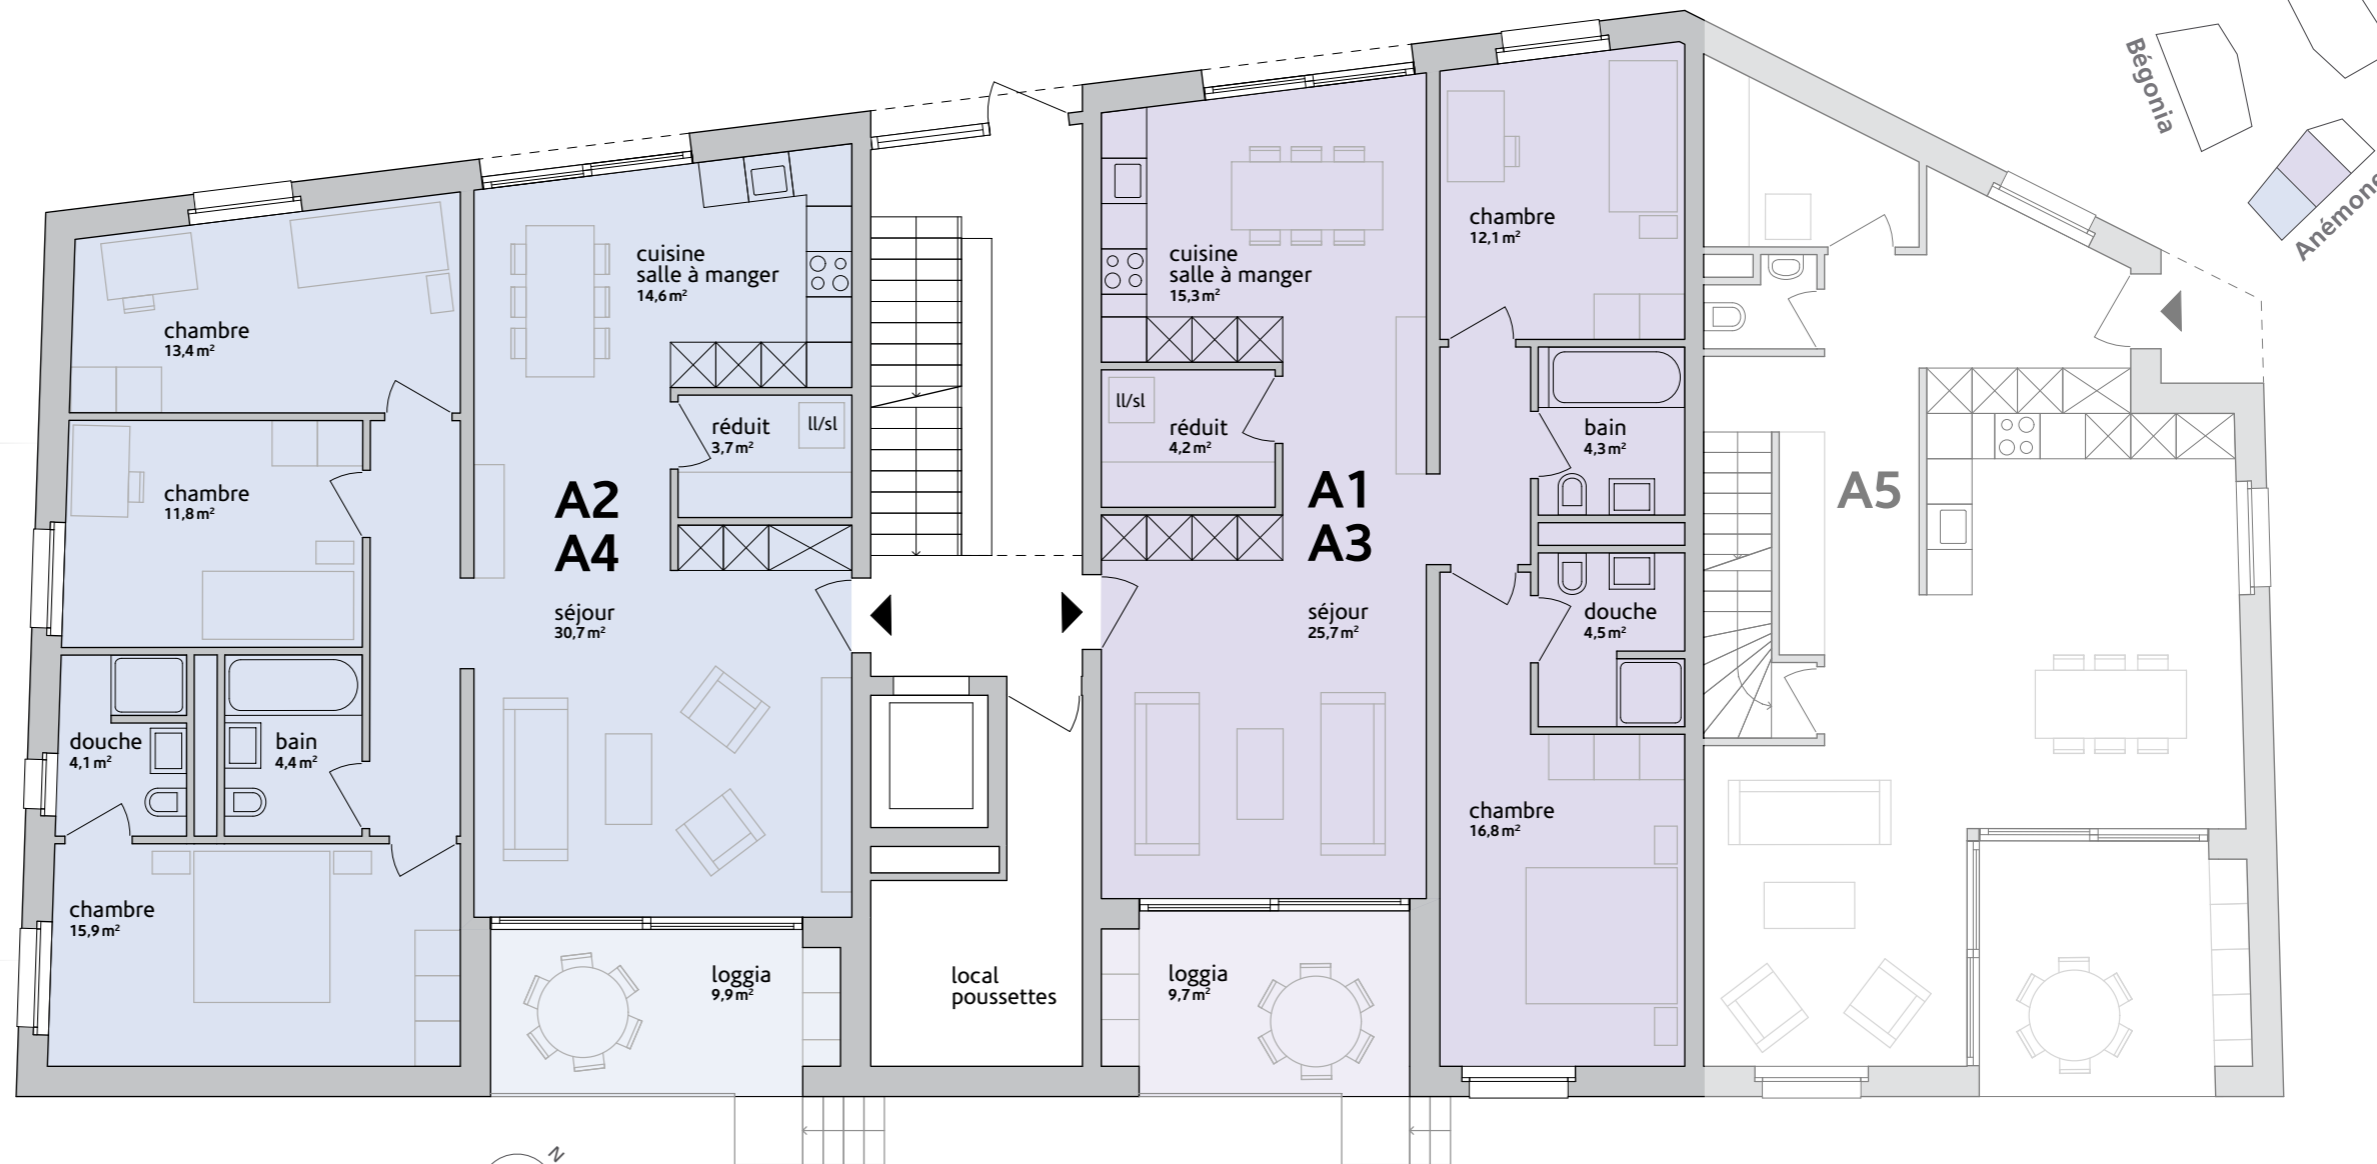 Bégonia
Anémone
chambre
13,4 m²
cuisine
salle à manger
14,6 m²
cuisine
salle à manger
15,3 m²
chambre
12,1 m²
chambre
11,8 m²
réduit
3,7 m²
ll/sl
ll/sl
réduit
4,2 m²
bain
4,3 m²
A2
A4
A1
A3
A5
séjour
30,7 m²
séjour
25,7 m²
douche
4,5 m²
douche
4,1 m²
bain
4,4 m²
chambre
16,8 m²
chambre
15,9 m²
loggia
9,9 m²
local
poussettes
loggia
9,7 m²
N